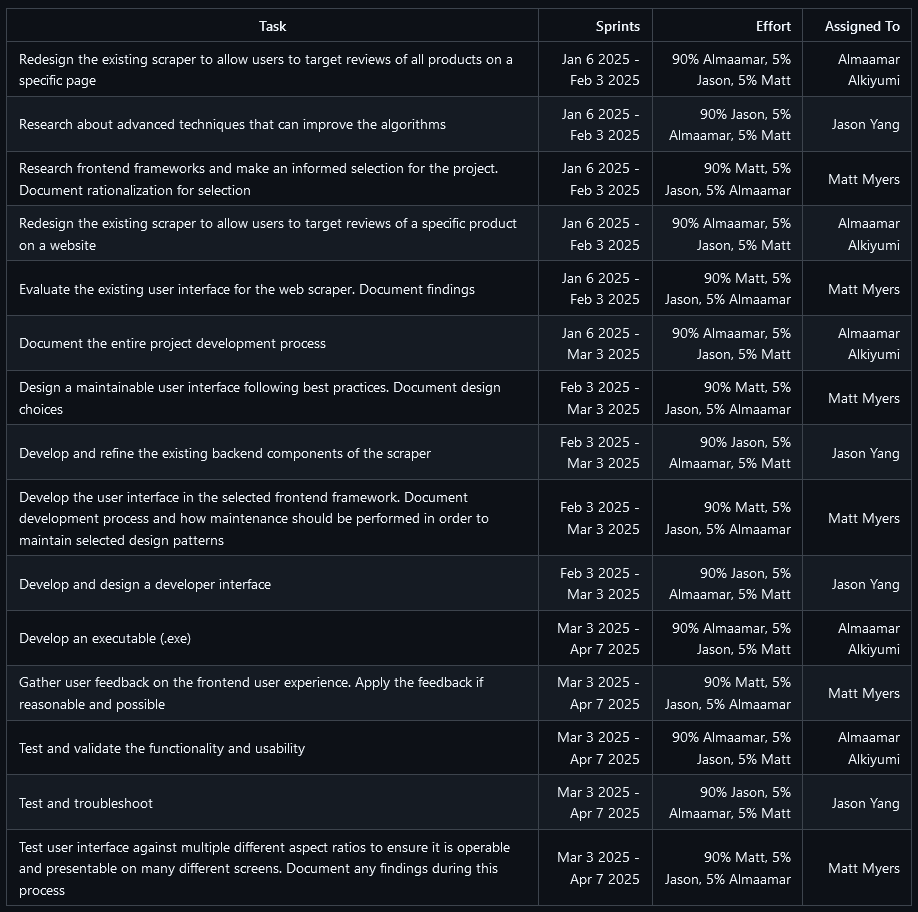 Task Sprints Effort Assigned To
Redesign the existing scraper to allow users to target reviews of all products on a
specific page
Jan 6 2025 -
Feb 3 2025
90% Almaamar, 5%
Jason, 5% Matt
Almaamar
Alkiyumi
Research about advanced techniques that can improve the algorithms
Jan 6 2025 -
Feb 3 2025
90% Jason, 5%
Almaamar, 5% Matt
Jason Yang
Research frontend frameworks and make an informed selection for the project.
Document rationalization for selection
Jan 6 2025 -
Feb 3 2025
90% Matt, 5%
Jason, 5% Almaamar
Matt Myers
Redesign the existing scraper to allow users to target reviews of a specific product
on a website
Jan 6 2025 -
Feb 3 2025
90% Almaamar, 5%
Jason, 5% Matt
Almaamar
Alkiyumi
Evaluate the existing user interface for the web scraper. Document findings
Jan 6 2025 -
Feb 3 2025
90% Matt, 5%
Jason, 5% Almaamar
Matt Myers
Document the entire project development process
Jan 6 2025 -
Mar 3 2025
90% Almaamar, 5%
Jason, 5% Matt
Almaamar
Alkiyumi
Design a maintainable user interface following best practices. Document design
choices
Feb 3 2025 -
Mar 3 2025
90% Matt, 5%
Jason, 5% Almaamar
Matt Myers
Develop and refine the existing backend components of the scraper
Feb 3 2025 -
Mar 3 2025
90% Jason, 5%
Almaamar, 5% Matt
Jason Yang
Develop the user interface in the selected frontend framework. Document
development process and how maintenance should be performed in order to
maintain selected design patterns
Feb 3 2025 -
Mar 3 2025
90% Matt, 5%
Jason, 5% Almaamar
Matt Myers
Develop and design a developer interface
Feb 3 2025 -
Mar 3 2025
90% Jason, 5%
Almaamar, 5% Matt
Jason Yang
Develop an executable (.exe)
Mar 3 2025 -
Apr 7 2025
90% Almaamar, 5%
Jason, 5% Matt
Almaamar
Alkiyumi
Gather user feedback on the frontend user experience. Apply the feedback if
reasonable and possible
Mar 3 2025 -
Apr 7 2025
90% Matt, 5%
Jason, 5% Almaamar
Matt Myers
Test and validate the functionality and usability
Mar 3 2025 -
Apr 7 2025
90% Almaamar, 5%
Jason, 5% Matt
Almaamar
Alkiyumi
Test and troubleshoot
Mar 3 2025 -
Apr 7 2025
90% Jason, 5%
Almaamar, 5% Matt
Jason Yang
Test user interface against multiple different aspect ratios to ensure it is operable
and presentable on many different screens. Document any findings during this
process
Mar 3 2025 -
Apr 7 2025
90% Matt, 5%
Jason, 5% Almaamar
Matt Myers